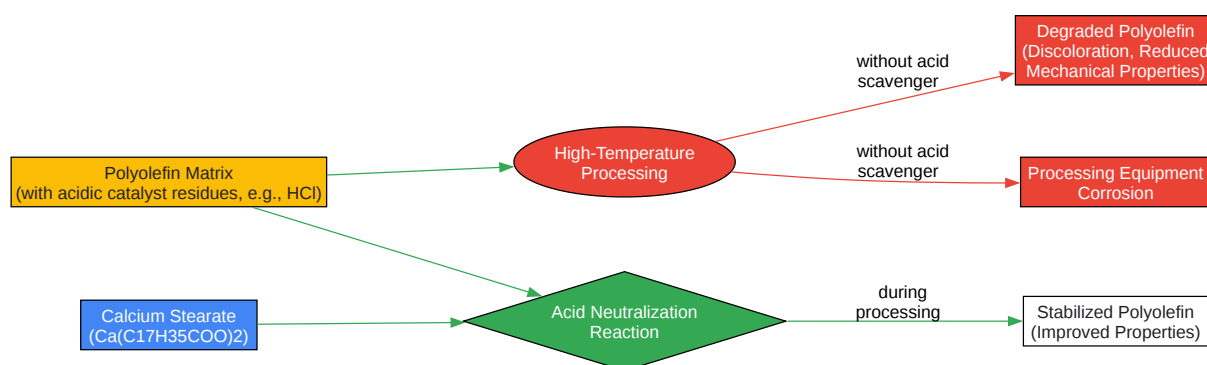 Degraded Polyolefin
(Discoloration, Reduced
Mechanical Properties)
without acid
scavenger
High-Temperature
Processing
without acid
scavenger
Processing Equipment
Corrosion
Polyolefin Matrix
(with acidic catalyst residues, e.g., HCl)
Calcium Stearate
(Ca(C17H35COO)2)
Acid Neutralization
Reaction
during
processing
Stabilized Polyolefin
(Improved Properties)